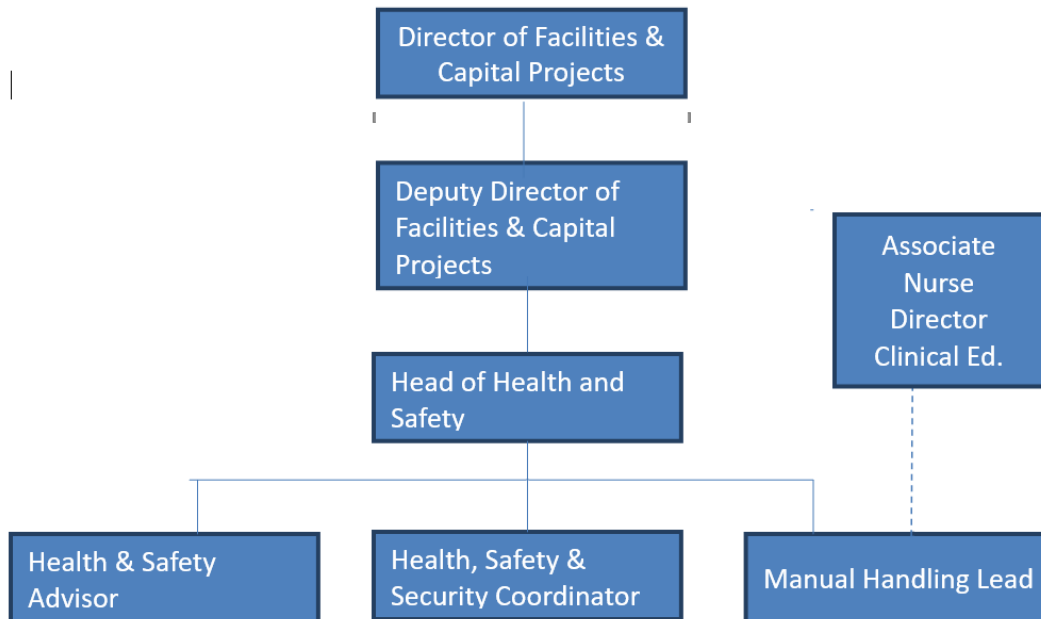 Director of Facilities &
Capital Projects
Deputy Director of
Facilities & Capital
Projects
Associate
Nurse
Director
Clinical Ed.
Head of Health and
Safety
Health & Safety
Advisor
Health, Safety &
Security Coordinator
Manual Handling Lead